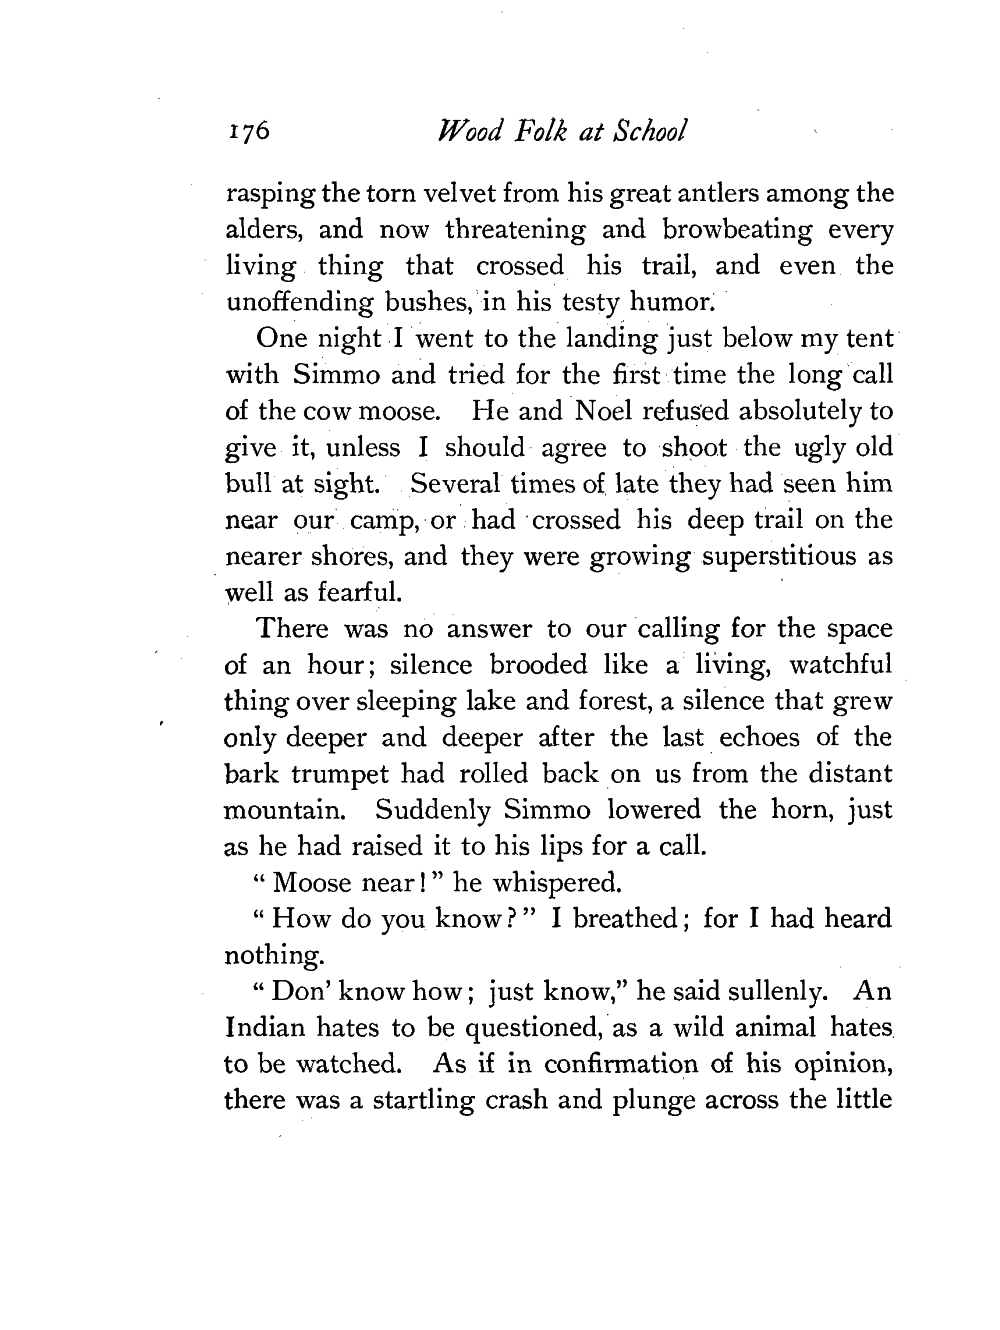 176 Wood Folk at School
rasping the torn velvet from his great antlers among the
alders, and now threatening and browbeating every
living thing that crossed his trail, and even the
unoffending bushes, in his testy humor.
One night I went to the landing just below my tent
with Simmo and tried for the first time the long call
of the cow moose. He and Noel refused absolutely to
give it, unless I should agree to shoot the ugly old
bull at sight. Several times of late they had seen him
near our camp, or had crossed his deep trail on the
nearer shores, and they were growing superstitious as
well as fearful.
There was no answer to our calling for the space
of an hour; silence brooded like a living, watchful
thing over sleeping lake and forest, a silence that grew
only deeper and deeper after the last echoes of the
bark trumpet had rolled back on us from the distant
mountain. Suddenly Simmo lowered the horn, just
as he had raised it to his lips for a call.
“ Moose near! ” he whispered.
“ How do you know? ” I breathed; for I had heard
nothing.
“ Don’ know how; just know,” he said sullenly. An
Indian hates to be questioned, as a wild animal hates
to be watched. As if in confirmation of his opinion,
there was a startling crash and plunge across the little